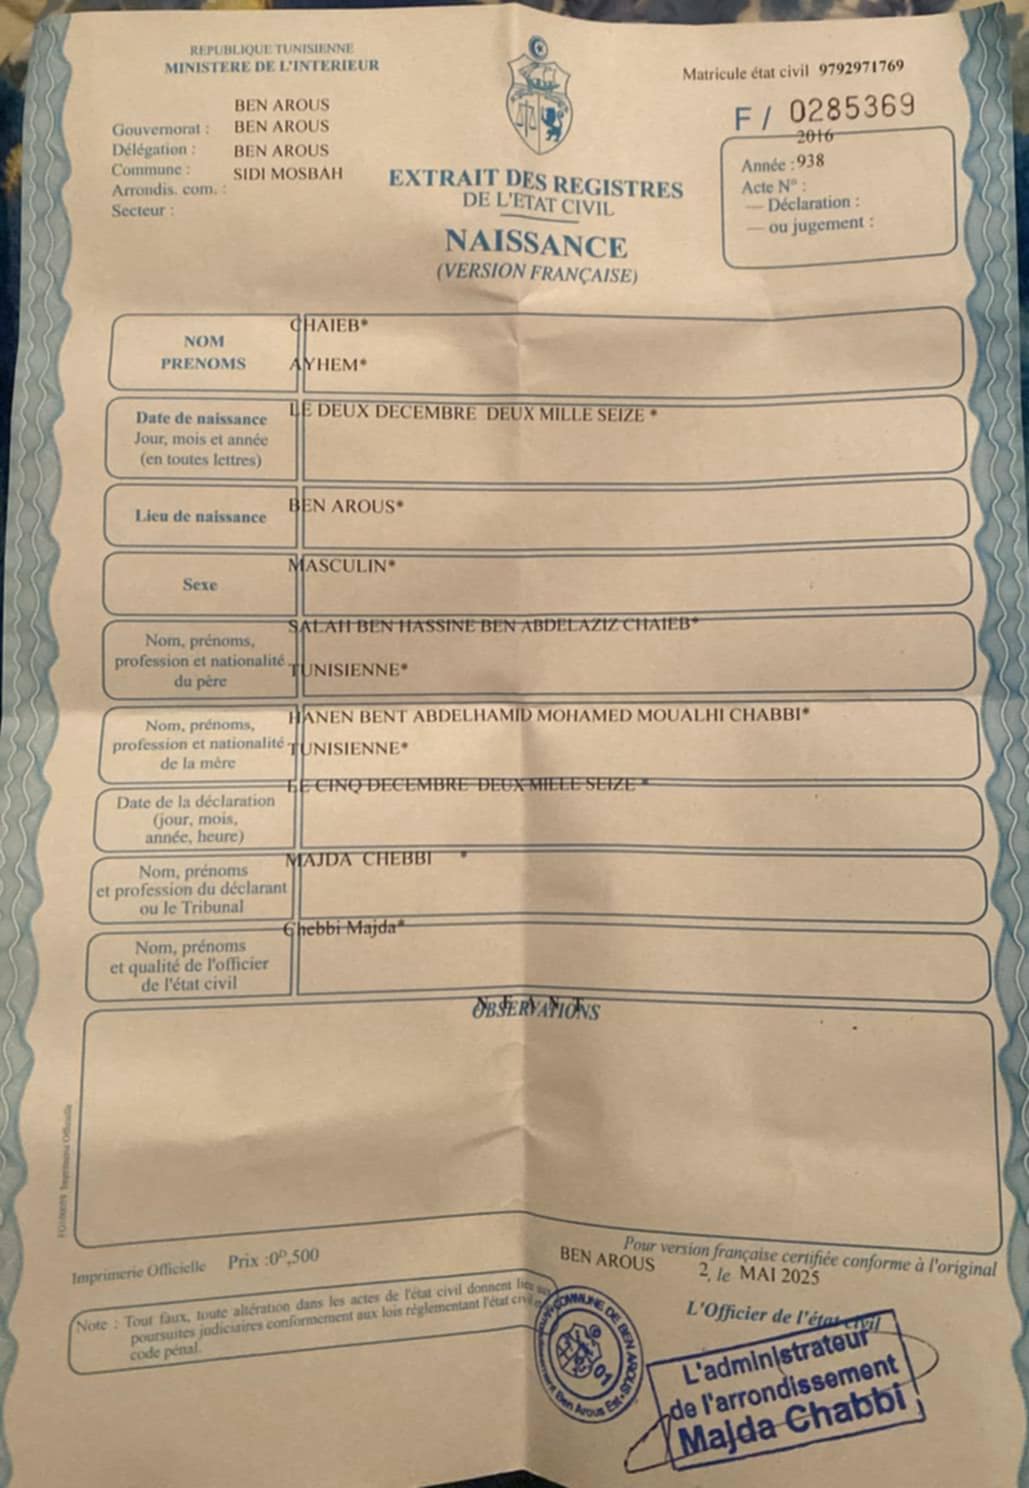 REPUBLIQUE TUNISIENNE
MINISTERE DE L'INTERIEUR
Matricule état civil 9792971769
F / 0285369
BEN AROUS
Gouvernorat : BEN AROUS
Délégation : BEN AROUS
Commune : SIDI MOSBAH
Arrondis. com. :
Secteur :
EXTRAIT DES REGISTRES
DE L'ETAT CIVIL
NAISSANCE
(VERSION FRANÇAISE)
2016
Année : 938
Acte N° :
— Déclaration :
— ou jugement :
NOM CHAIEB*
PRENOMS AYHEM*
Date de naissance LE DEUX DECEMBRE DEUX MILLE SEIZE *
Jour, mois et année
(en toutes lettres)
Lieu de naissance BEN AROUS*
Sexe MASCULIN*
Nom, prénoms, SALAH BEN HASSINE BEN ABDELAZIZ CHAIEB*
profession et nationalité TUNISIENNE*
du père
Nom, prénoms, HANEN BENT ABDELHAMID MOHAMED MOUALHI CHABBI*
profession et nationalité TUNISIENNE*
de la mère
LE CINQ DECEMBRE DEUX MILLE SEIZE *
Date de la déclaration
(jour, mois,
année, heure)
MAJDA CHEBBI *
Nom, prénoms
et profession du déclarant
ou le Tribunal
Chebbi Majda*
Nom, prénoms
et qualité de l'officier
de l'état civil
OBSERVATIONS
Imprimerie Officielle Prix :0ᴰ,500
Pour version française certifiée conforme à l'original
BEN AROUS 2, le MAI 2025
Note : Tout faux, toute altération dans les actes de l'état civil donnent lieu
poursuites judiciaires conformement aux lois réglementant l'état civil
code pénal.
L'Officier de l'état civil
COMMUNE DE BEN AROUS
Ben Arous Est
01
L'administrateur
de l'arrondissement
Majda Chabbi